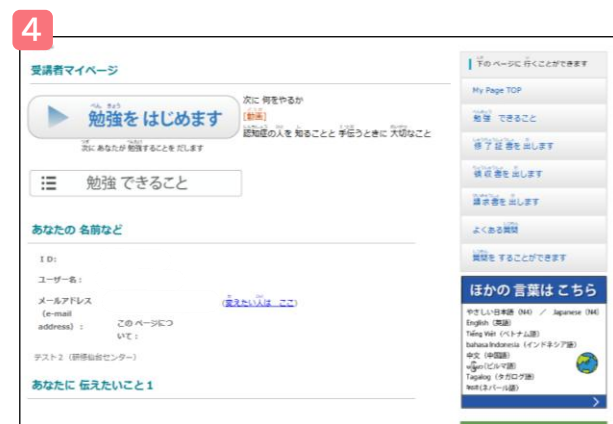 4
受講者マイページ
勉強を はじめます
次に あなたが 勉強することを だします
次に 何をやるか
[動画]
認知症の人を 知ることと 手伝うときに 大切なこと
勉強 できること
あなたの 名前など
ID:
ユーザー名:
メールアドレス
(e-mail
address) :
(変えたい人は ここ)
このページにつ
いて:
テスト2(研修仙台センター)
あなたに 伝えたいこと1
下の ページに 行くことができます
My Page TOP
勉強 できること
修了証書を 出します
領収書を 出します
請求書を 出します
よくある質問
質問を することができます
ほかの 言葉は こちら
やさしい日本語 (N4) / Japanese (N4)
English (英語)
Tiếng Việt (ベトナム語)
bahasa Indonesia (インドネシア語)
中文 (中国語)
(ビルマ語)
Tagalog (タガログ語)
(ネパール語)